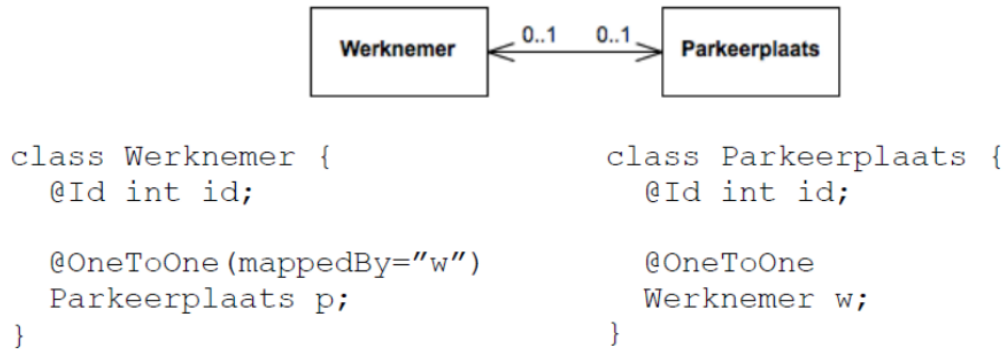 Werknemer 0..1 0..1 Parkeerplaats
class Werknemer {
@Id int id;
@OneToOne(mappedBy=”w”)
Parkeerplaats p;
}
class Parkeerplaats {
@Id int id;
@OneToOne
Werknemer w;
}